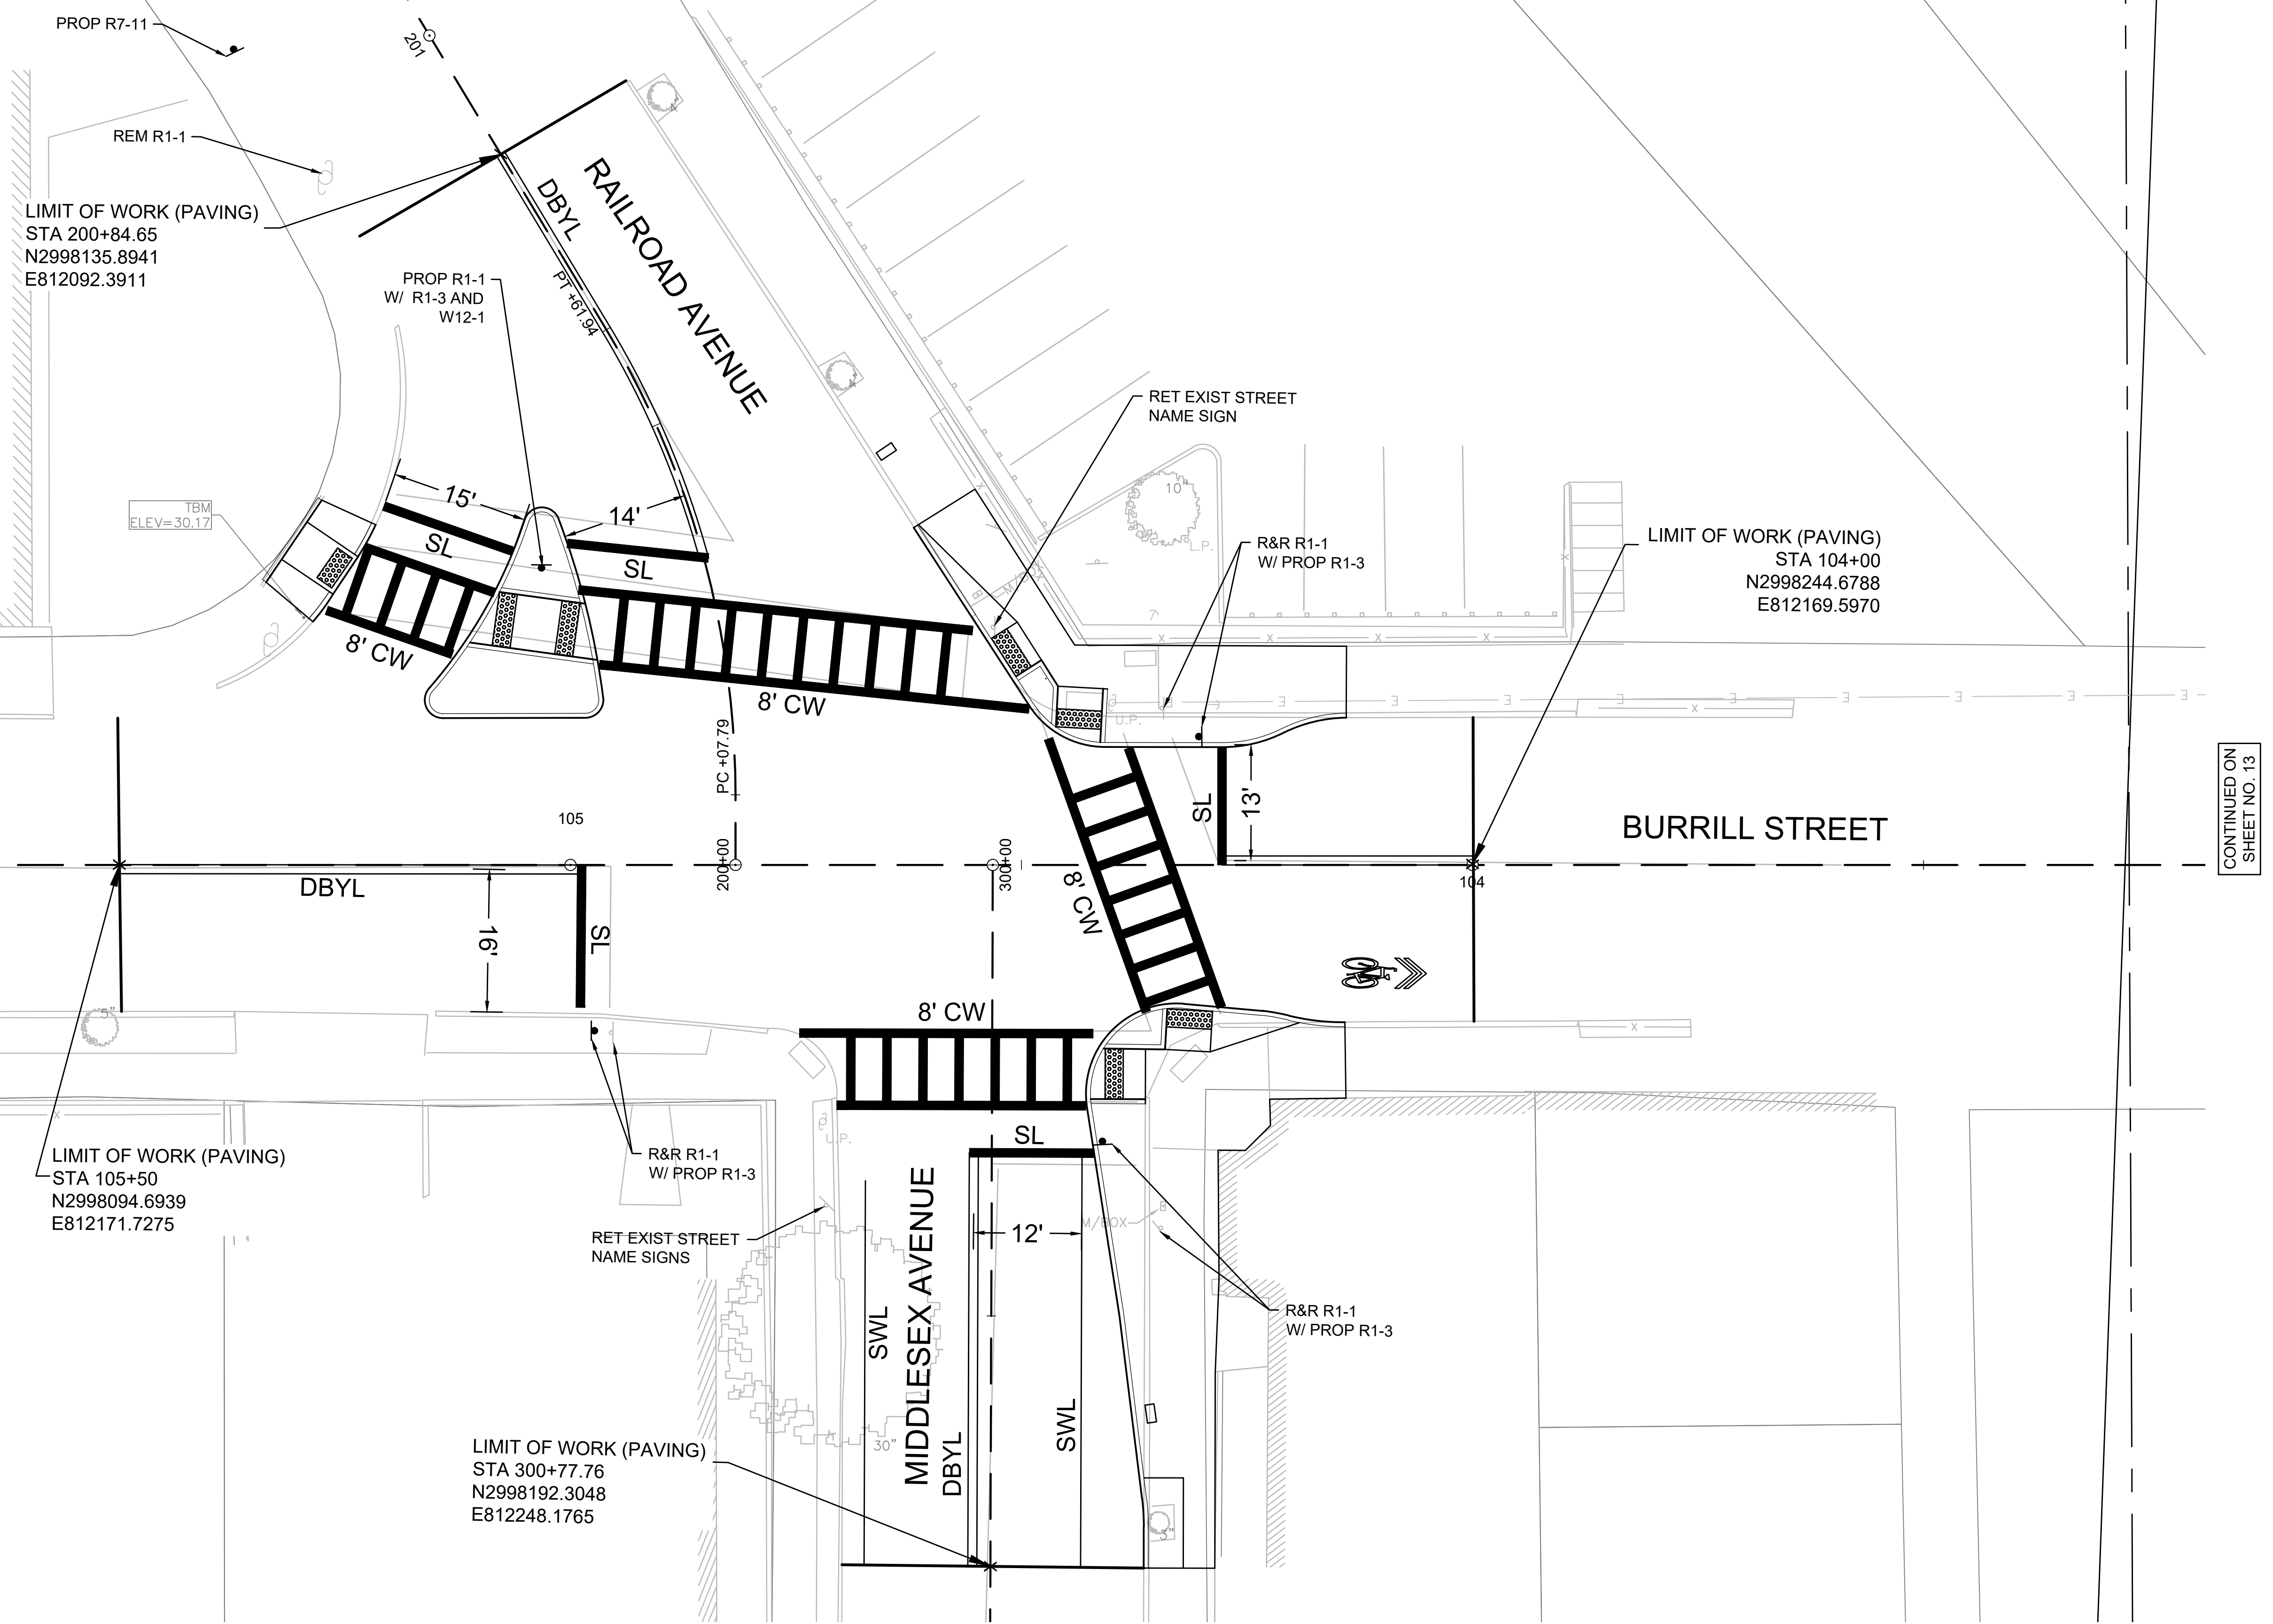 PROP R7-11
201
REM R1-1
4"
LIMIT OF WORK (PAVING)
STA 200+84.65
N2998135.8941
E812092.3911
DBYL
RAILROAD AVENUE
PT +61.94
PROP R1-1
W/ R1-3 AND
W12-1
4"
RET EXIST STREET
NAME SIGN
15'
14'
10"
L.P.
TBM
ELEV=30.17
SL
SL
R&R R1-1
W/ PROP R1-3
LIMIT OF WORK (PAVING)
STA 104+00
N2998244.6788
E812169.5970
M/BOX
8' CW
8' CW
U.P.
PC +07.79
SL
13'
BURRILL STREET
CONTINUED ON
SHEET NO. 13
105
200+00
300+00
104
DBYL
16'
SL
8' CW
8' CW
5"
U.P.
SL
LIMIT OF WORK (PAVING)
STA 105+50
N2998094.6939
E812171.7275
R&R R1-1
W/ PROP R1-3
RET EXIST STREET
NAME SIGNS
12'
M/BOX
SWL
MIDDLESEX AVENUE
DBYL
SWL
R&R R1-1
W/ PROP R1-3
30"
LIMIT OF WORK (PAVING)
STA 300+77.76
N2998192.3048
E812248.1765
3"
X
X
X
X
X
X
X
X
X
X
E
E
E
E
E
E
E
E
E